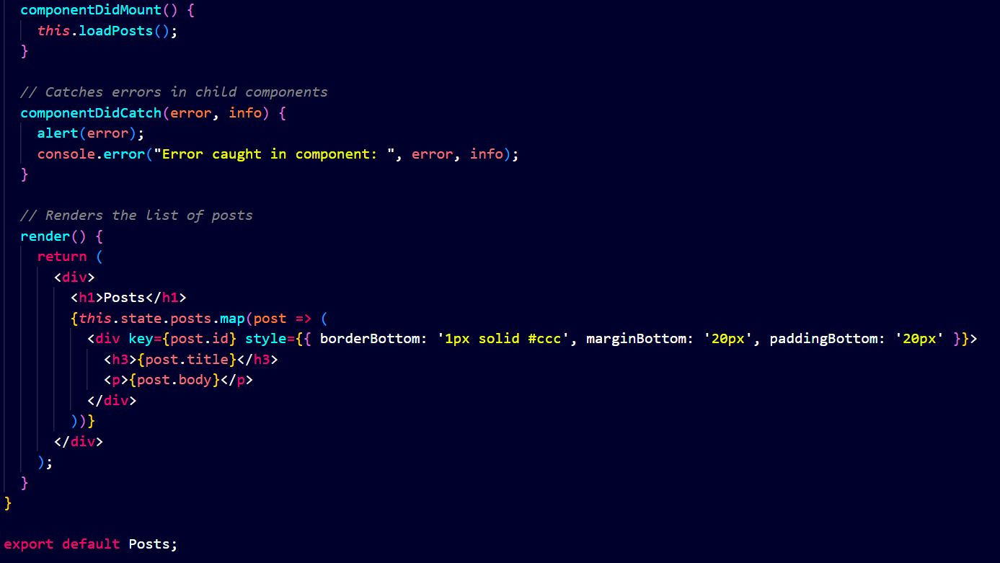 componentDidMount() {
this.loadPosts();
}
// Catches errors in child components
componentDidCatch(error, info) {
alert(error);
console.error("Error caught in component: ", error, info);
}
// Renders the list of posts
render() {
return (
<div>
<h1>Posts</h1>
{this.state.posts.map(post => (
<div key={post.id} style={{ borderBottom: '1px solid #ccc', marginBottom: '20px', paddingBottom: '20px' }}>
<h3>{post.title}</h3>
<p>{post.body}</p>
</div>
))}
</div>
);
}
}
export default Posts;